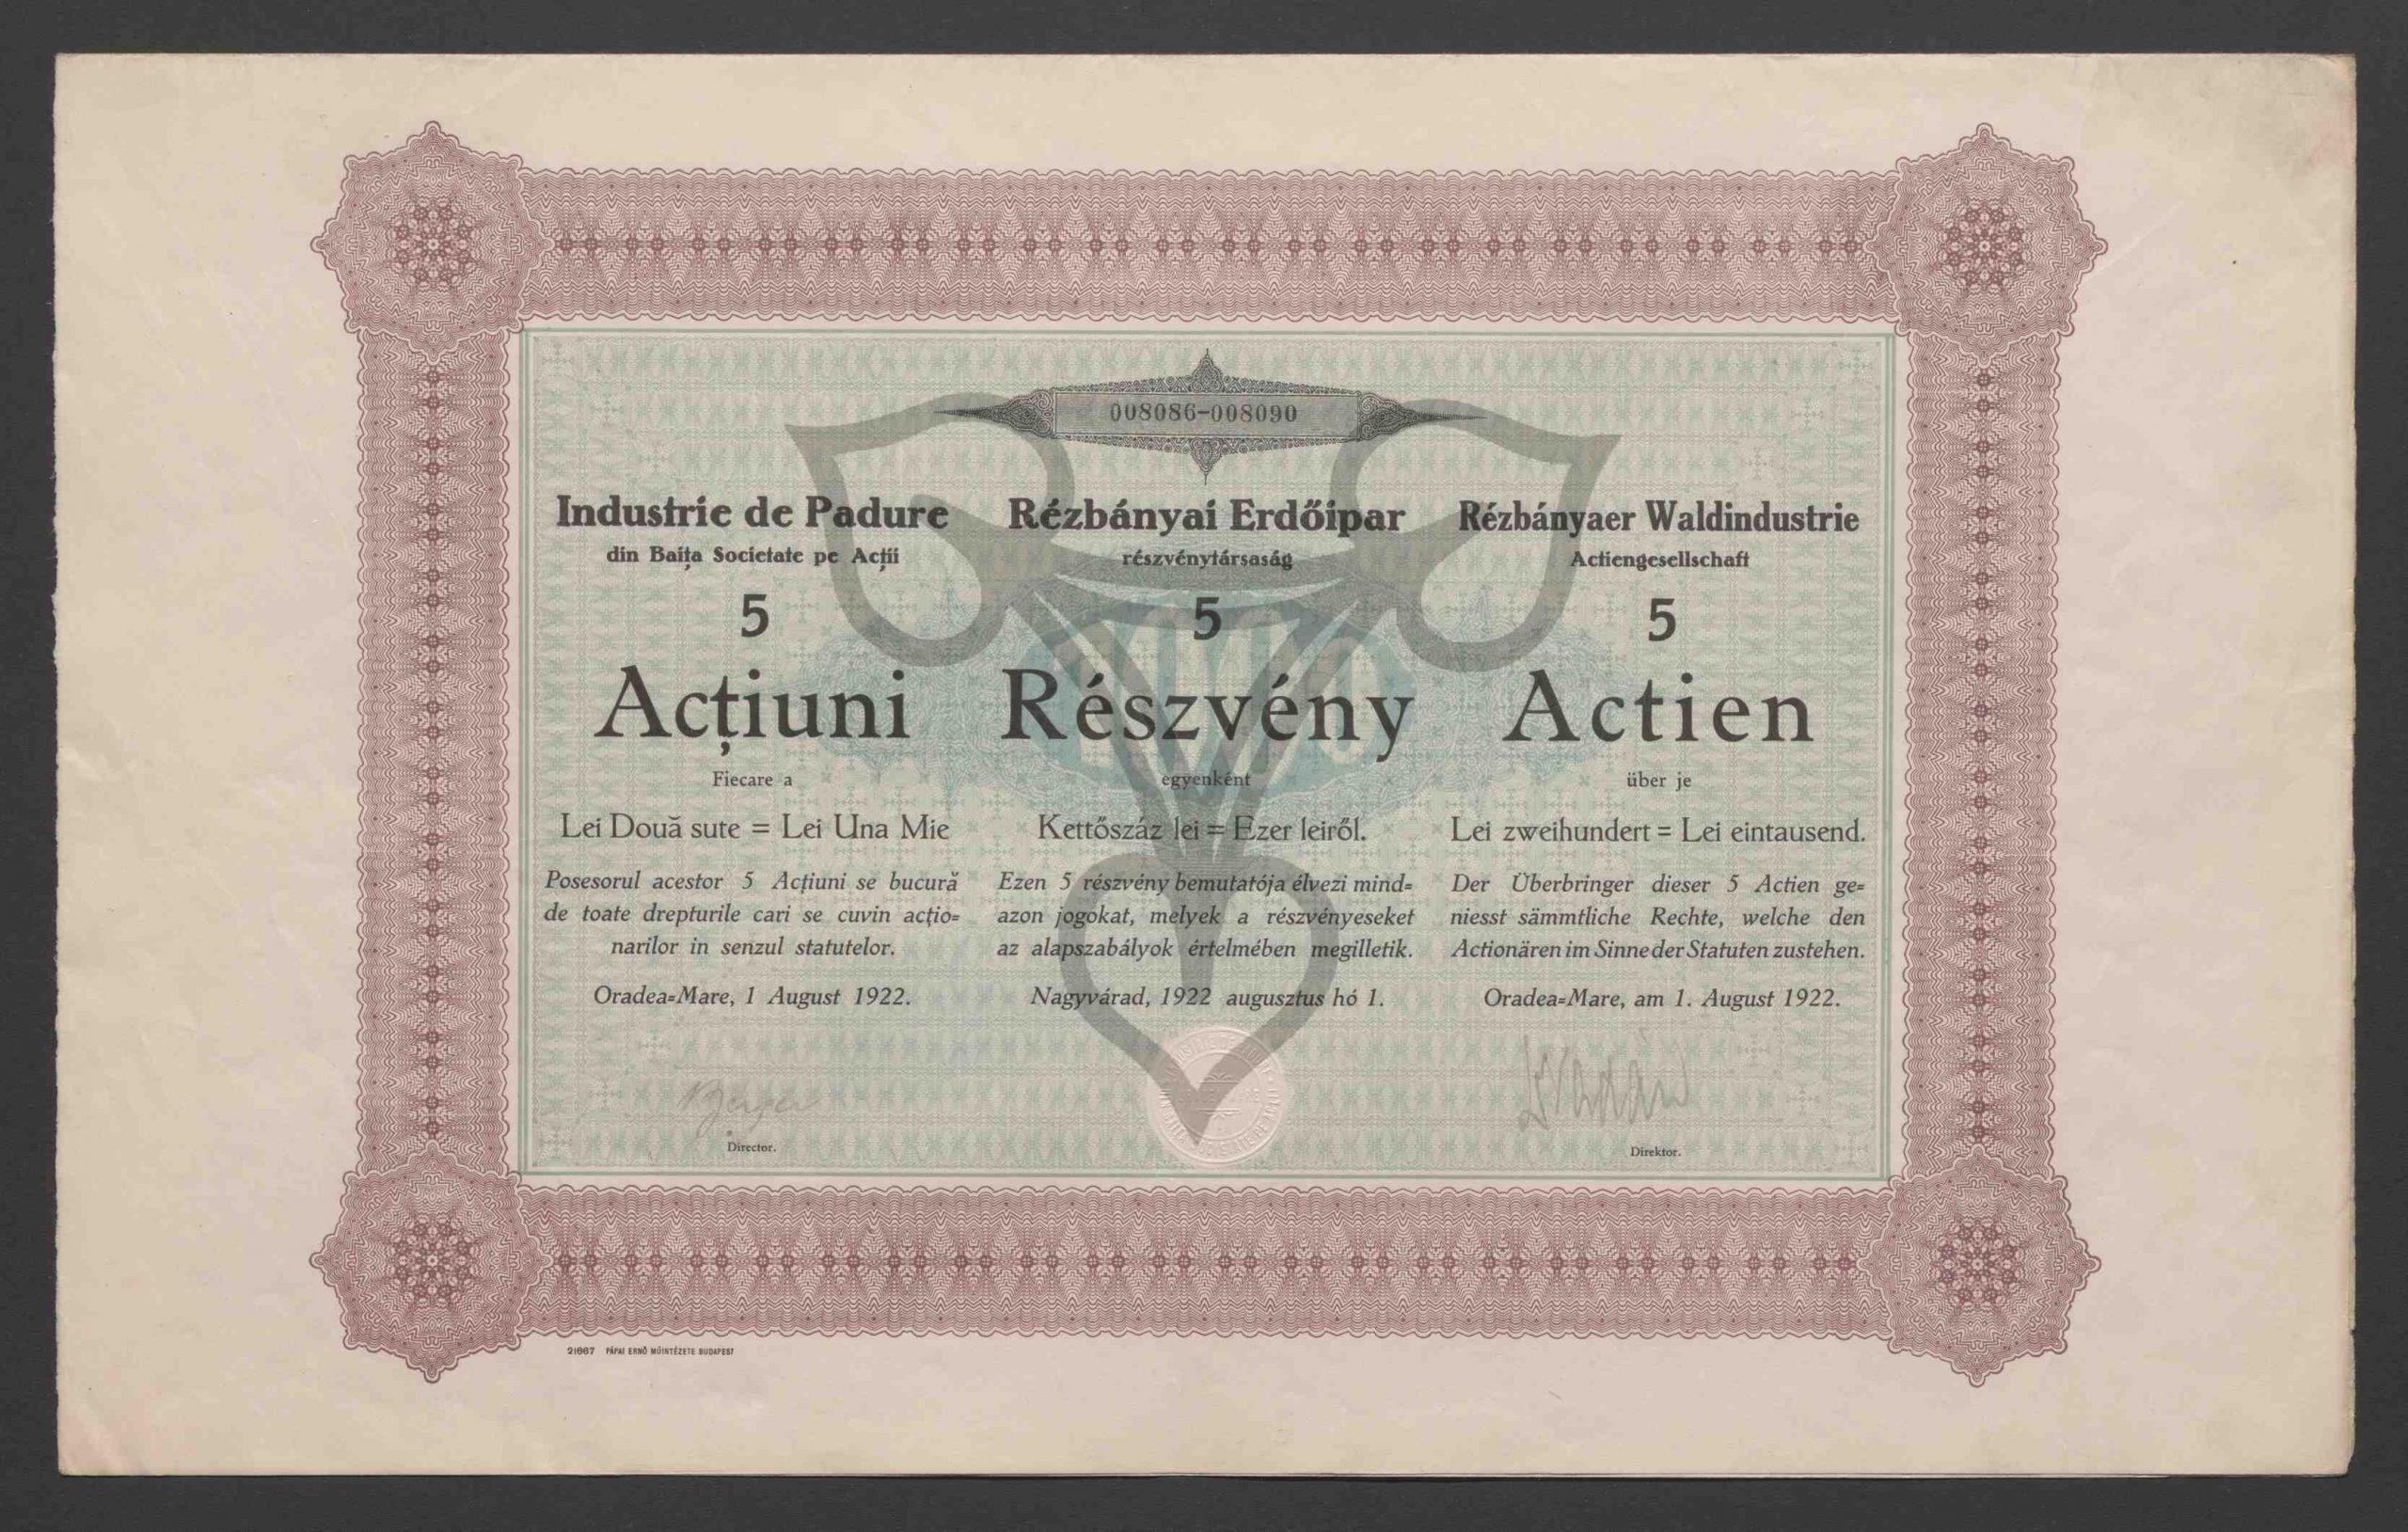 008086-008090
Industrie de Padure
din Baița Societate pe Acții
5
Acțiuni
Fiecare a
Lei Două sute = Lei Una Mie
Posesorul acestor 5 Acțiuni se bucură
de toate drepturile cari se cuvin acțio=
narilor in senzul statutelor.
Oradea=Mare, 1 August 1922.
Berger
Director.
Rézbányai Erdőipar
részvénytársaság
5
Részvény
egyenként
Kettőszáz lei = Ezer leiről.
Ezen 5 részvény bemutatója élvezi mind=
azon jogokat, melyek a részvényeseket
az alapszabályok értelmében megilletik.
Nagyvárad, 1922 augusztus hó 1.
Rézbányaer Waldindustrie
Actiengesellschaft
5
Actien
über je
Lei zweihundert = Lei eintausend.
Der Überbringer dieser 5 Actien ge=
niesst sämmtliche Rechte, welche den
Actionären im Sinne der Statuten zustehen.
Oradea=Mare, am 1. August 1922.
Direktor.
21667 PÁPAI ERNŐ MŰINTÉZETE BUDAPEST